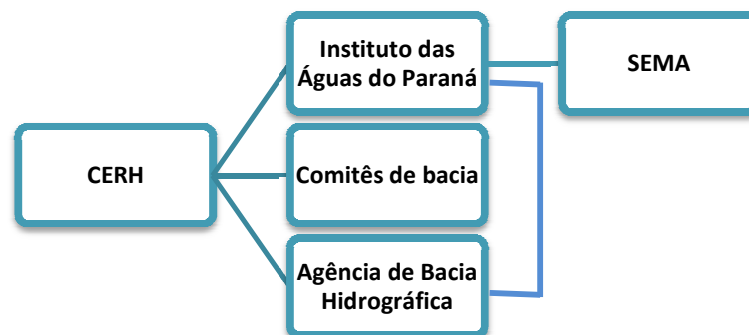 CERH
Instituto das
Águas do Paraná
SEMA
Comitês de bacia
Agência de Bacia
Hidrográfica